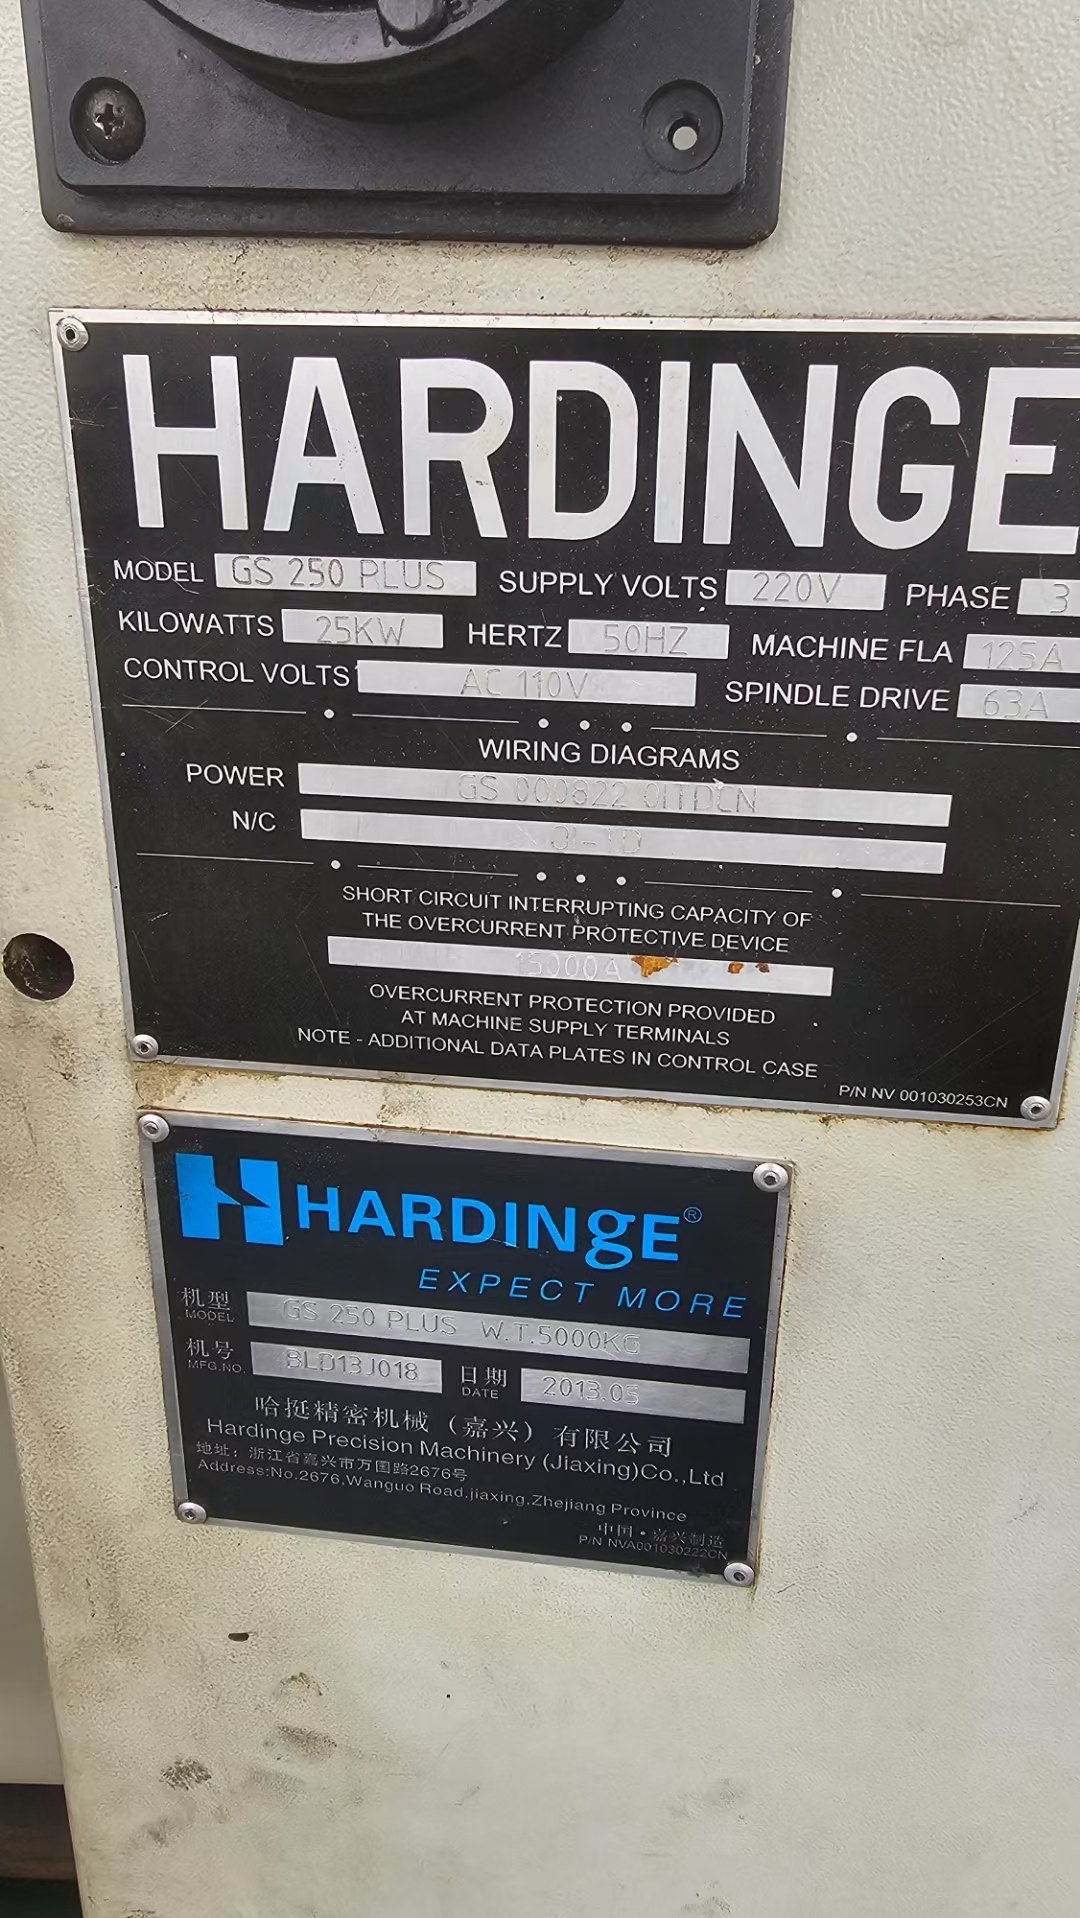 HARDINGE
MODEL GS 250 PLUS SUPPLY VOLTS 220V PHASE 3
KILOWATTS 25KW HERTZ 50HZ MACHINE FLA 125A
CONTROL VOLTS AC 110V SPINDLE DRIVE 63A
WIRING DIAGRAMS
POWER GS 000822 0ITDCN
N/C OI-TD
SHORT CIRCUIT INTERRUPTING CAPACITY OF
THE OVERCURRENT PROTECTIVE DEVICE
15000A
OVERCURRENT PROTECTION PROVIDED
AT MACHINE SUPPLY TERMINALS
NOTE - ADDITIONAL DATA PLATES IN CONTROL CASE
P/N NV 001030253CN
HARDINGE®
EXPECT MORE
机型 MODEL GS 250 PLUS W.T.5000KG
机号 MFG.NO. BLD13J018 日期 DATE 2013.05
哈挺精密机械（嘉兴）有限公司
Hardinge Precision Machinery (Jiaxing)Co.,Ltd
地址：浙江省嘉兴市万国路2676号
Address:No.2676,Wanguo Road.jiaxing.Zhejiang Province
中国·嘉兴制造
P/N NVA001030222CN